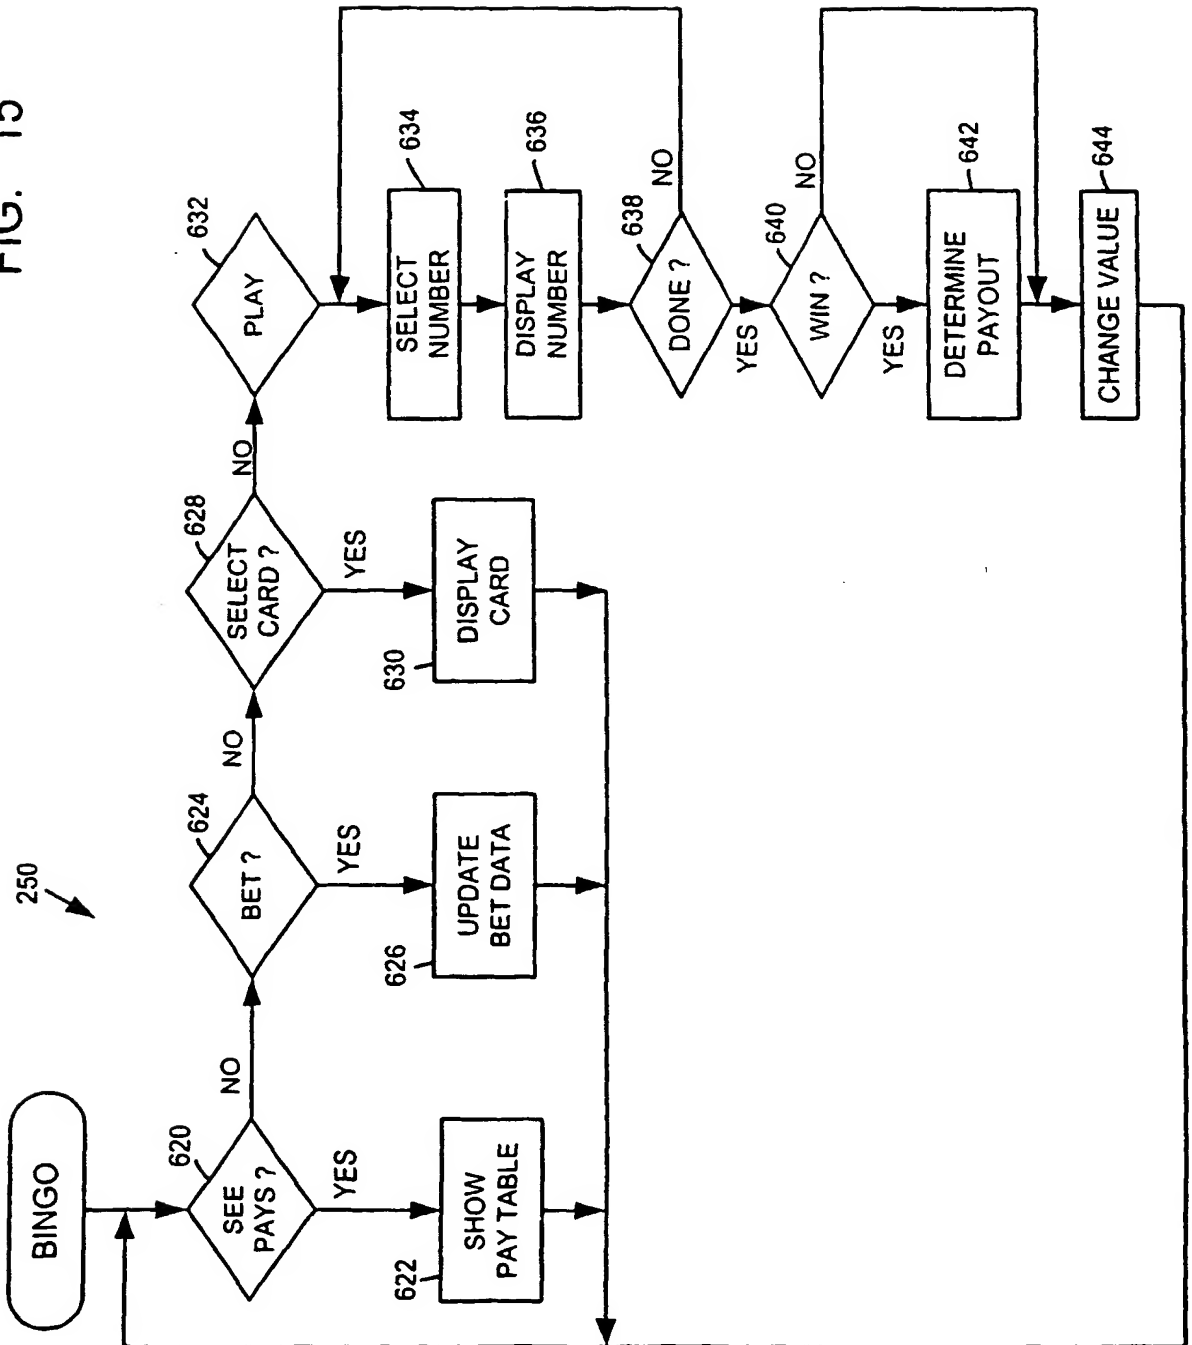 FIG. 15
250
BINGO
620
SEE
PAYS ?
NO
YES
622
SHOW
PAY TABLE
624
BET ?
NO
YES
626
UPDATE
BET DATA
628
SELECT
CARD ?
NO
YES
630
DISPLAY
CARD
632
PLAY
634
SELECT
NUMBER
636
DISPLAY
NUMBER
638
DONE ?
NO
YES
640
WIN ?
NO
YES
642
DETERMINE
PAYOUT
644
CHANGE VALUE